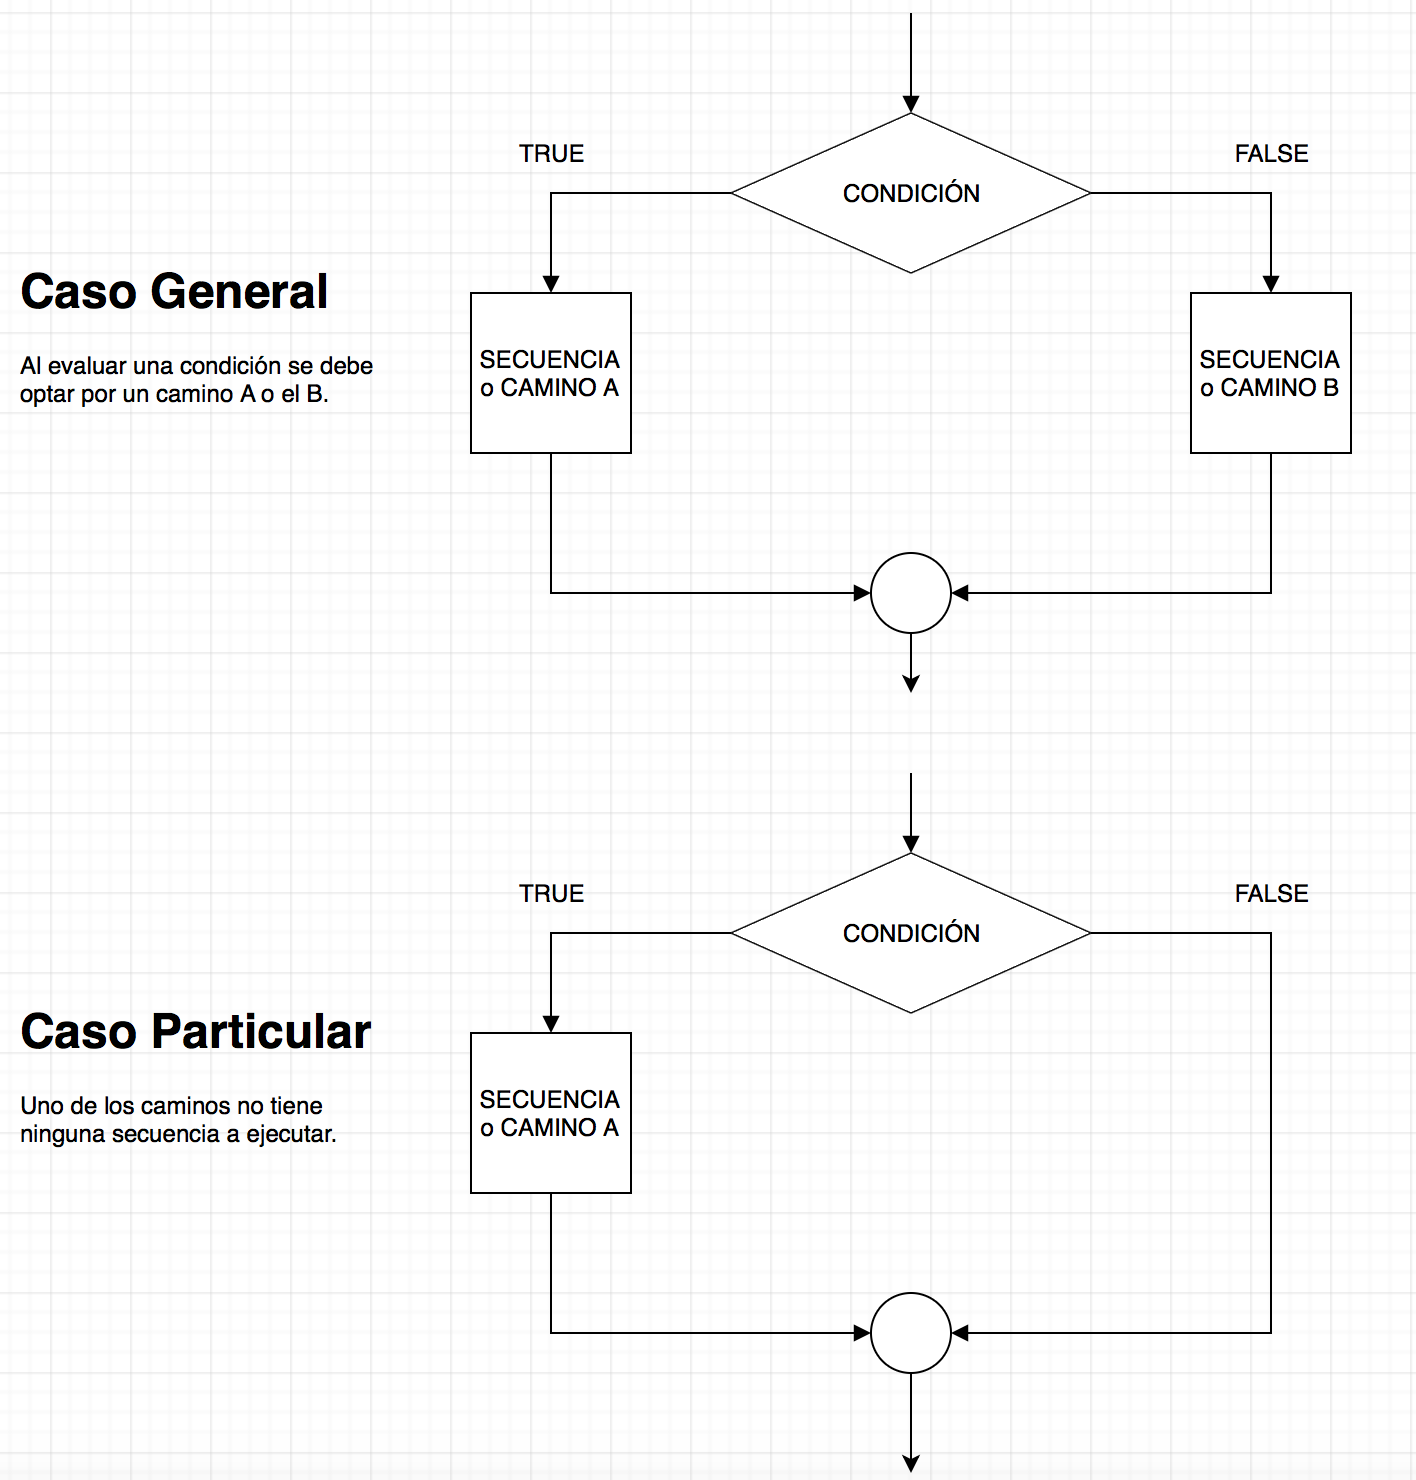 TRUE
FALSE
CONDICIÓN
Caso General
Al evaluar una condición se debe
optar por un camino A o el B.
SECUENCIA
o CAMINO A
SECUENCIA
o CAMINO B
TRUE
FALSE
CONDICIÓN
Caso Particular
Uno de los caminos no tiene
ninguna secuencia a ejecutar.
SECUENCIA
o CAMINO A